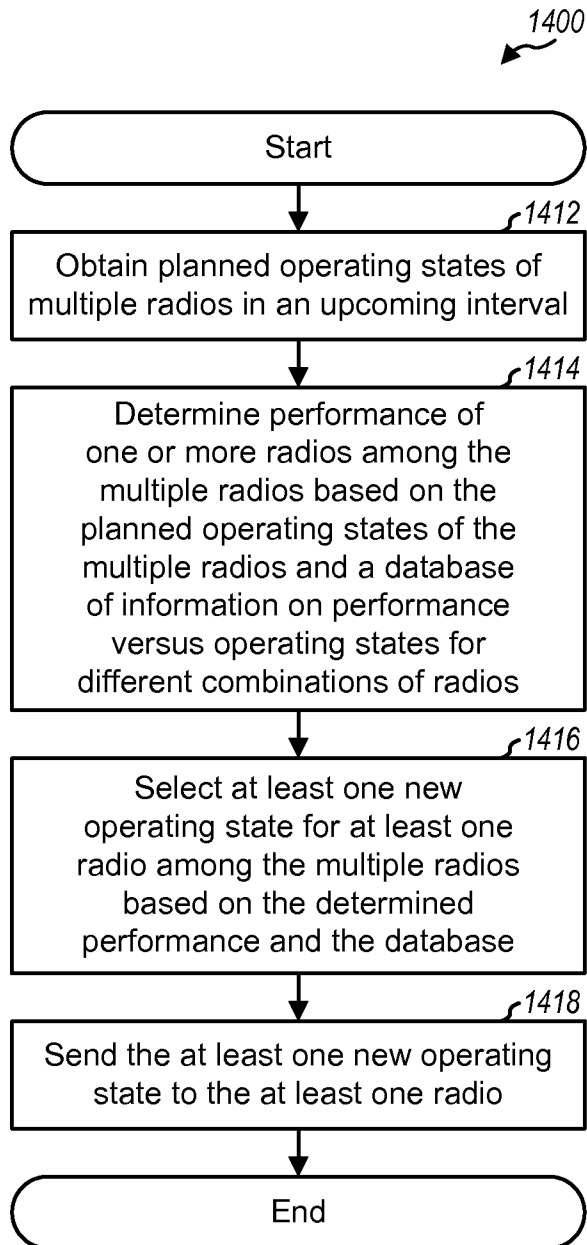 1400
Start
1412
Obtain planned operating states of
multiple radios in an upcoming interval
1414
Determine performance of
one or more radios among the
multiple radios based on the
planned operating states of the
multiple radios and a database
of information on performance
versus operating states for
different combinations of radios
1416
Select at least one new
operating state for at least one
radio among the multiple radios
based on the determined
performance and the database
1418
Send the at least one new operating
state to the at least one radio
End